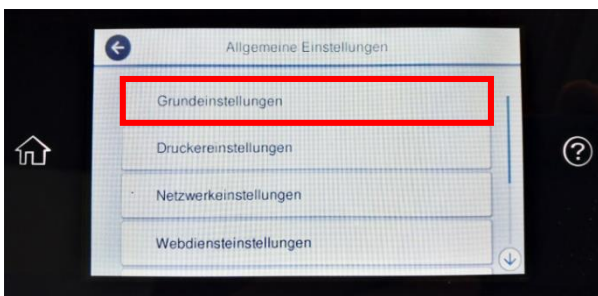 Allgemeine Einstellungen
Grundeinstellungen
Druckereinstellungen
Netzwerkeinstellungen
Webdiensteinstellungen